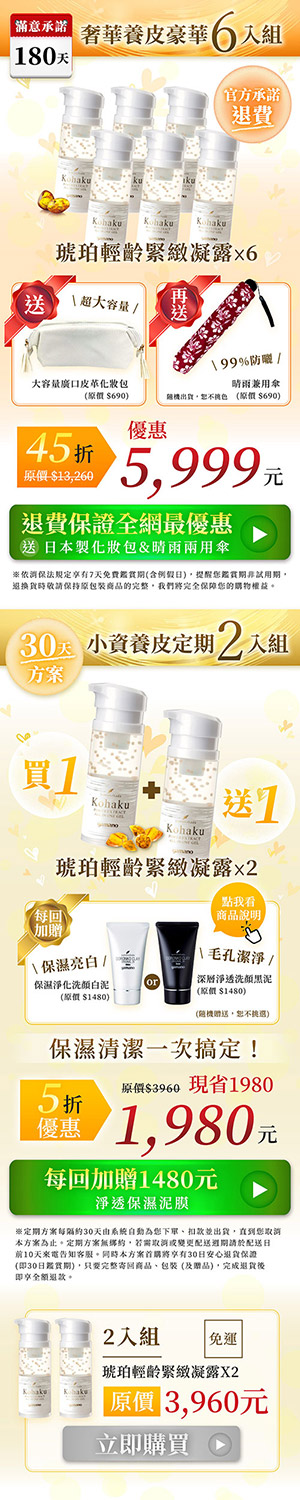 滿意承諾
180天
奢華養皮豪華6入組
官方承諾
退費
Kohaku
Kohaku
Kohaku
琥珀輕齡緊緻凝露×6
送
\ 超大容量 /
大容量廣口皮革化妝包
(原價 $690)
再送
\ 99%防曬 /
晴雨兼用傘
隨機出貨，恕不挑色 (原價 $690)
45折
原價 $13,260
優惠
5,999元
退費保證全網最優惠
送 日本製化妝包&晴雨兩用傘
※依消保法規定享有7天免費鑑賞期(含例假日)，提醒您鑑賞期非試用期，
退換貨時敬請保持原包裝商品的完整，我們將完全保障您的購物權益。
30天
方案
小資養皮定期2入組
買1
+
送1
Kohaku
yamano
Kohaku
yamano
琥珀輕齡緊緻凝露×2
每回
加贈
點我看
商品說明
\ 保濕亮白 /
保濕淨化洗顏白泥
(原價 $1480)
or
\ 毛孔潔淨 /
深層淨透洗顏黑泥
(原價 $1480)
(隨機贈送，恕不挑選)
保濕清潔一次搞定！
5折
優惠
原價$3960 現省1980
1,980元
每回加贈1480元
淨透保濕泥膜
※定期方案每隔約30天由系統自動為您下單、扣款並出貨，直到您取消
本方案為止。定期方案無綁約，若需取消或變更配送週期請於配送日
前10天來電告知客服。同時本方案首購將享有30日安心退貨保證
(即30日鑑賞期)，只要完整寄回商品、包裝 (及贈品)，完成退貨後
即享全額退款。
2入組
免運
琥珀輕齡緊緻凝露X2
原價 3,960元
立即購買